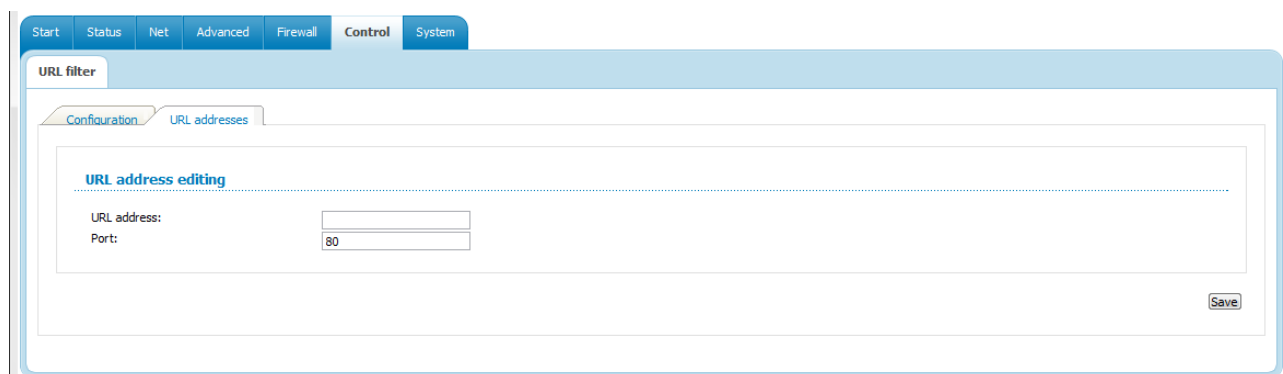 Start Status Net Advanced Firewall Control System
URL filter
Configuration URL addresses
URL address editing
URL address:
Port: 80
Save